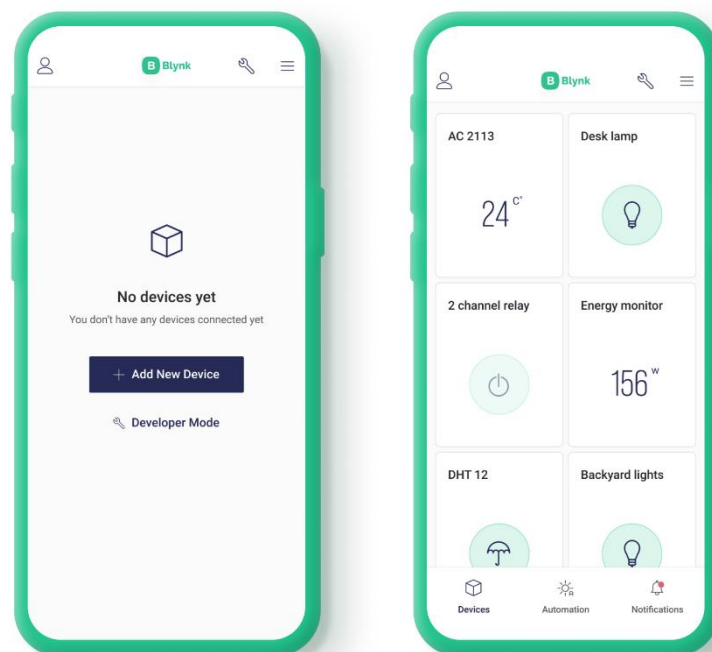 B Blynk
No devices yet
You don't have any devices connected yet
+ Add New Device
Developer Mode
B Blynk
AC 2113
Desk lamp
24 C°
2 channel relay
Energy monitor
156 W
DHT 12
Backyard lights
Devices
Automation
Notifications